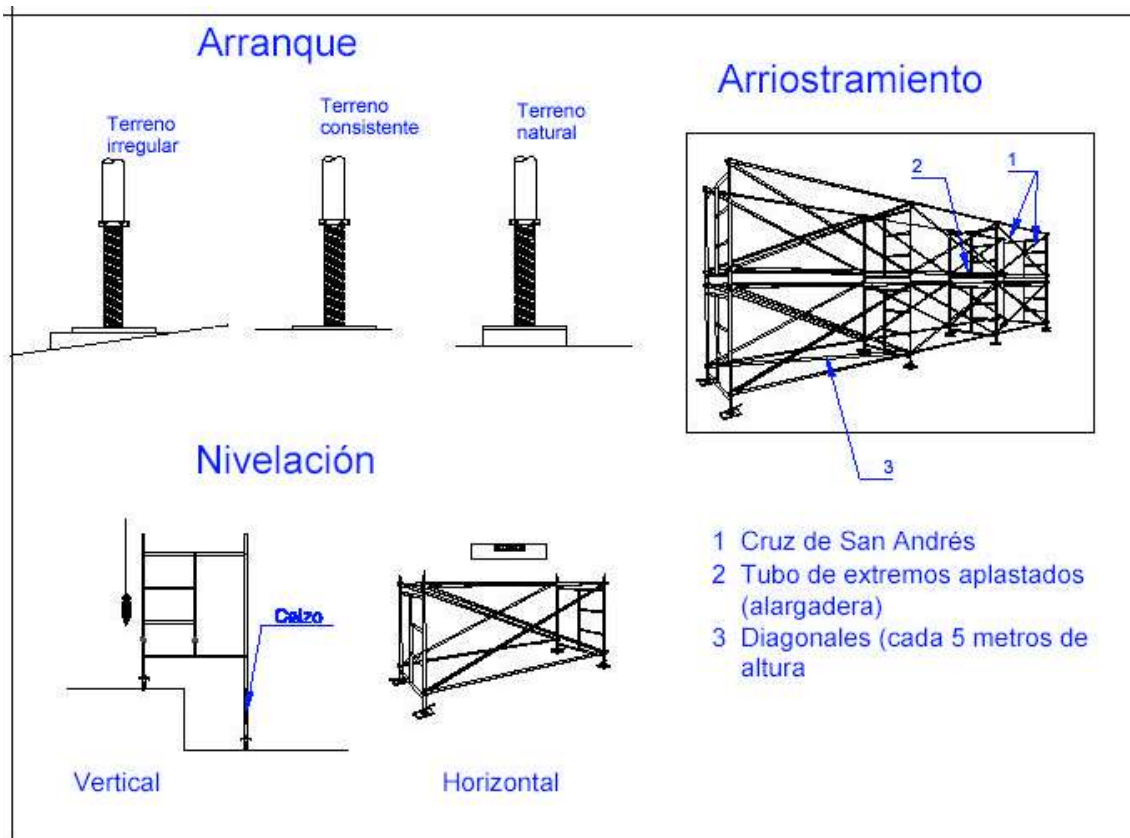 Arranque
Terreno
irregular
Terreno
consistente
Terreno
natural
Arriostramiento
2
1
3
1 Cruz de San Andrés
2 Tubo de extremos aplastados
(alargadera)
3 Diagonales (cada 5 metros de
altura
Nivelación
Calzo
Vertical
Horizontal